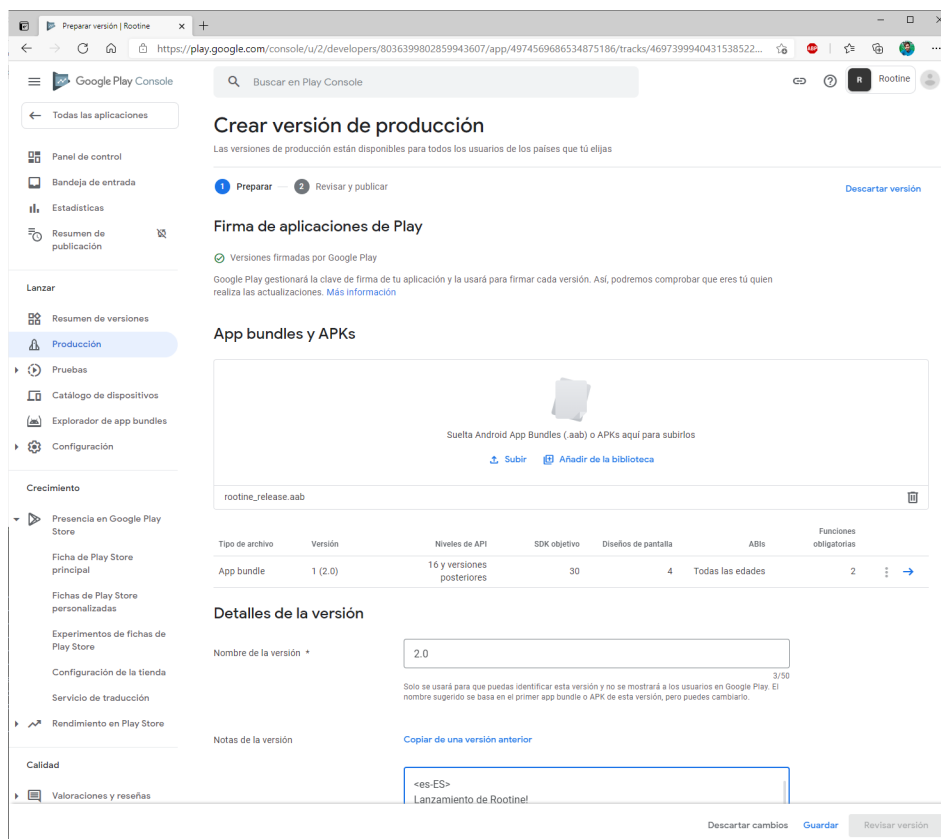 Preparar versión | Rootine
https://play.google.com/console/u/2/developers/8036399802859943607/app/4974569686534875186/tracks/4697399940431538522...
ABP
Google Play Console
Buscar en Play Console
R
Rootine
Todas las aplicaciones
Panel de control
Bandeja de entrada
Estadísticas
Resumen de
publicación
Lanzar
Resumen de versiones
Producción
Pruebas
Catálogo de dispositivos
Explorador de app bundles
Configuración
Crecimiento
Presencia en Google Play
Store
Ficha de Play Store
principal
Fichas de Play Store
personalizadas
Experimentos de fichas de
Play Store
Configuración de la tienda
Servicio de traducción
Rendimiento en Play Store
Calidad
Valoraciones y reseñas
Crear versión de producción
Las versiones de producción están disponibles para todos los usuarios de los países que tú elijas
1 Preparar
2 Revisar y publicar
Descartar versión
Firma de aplicaciones de Play
Versiones firmadas por Google Play
Google Play gestionará la clave de firma de tu aplicación y la usará para firmar cada versión. Así, podremos comprobar que eres tú quien
realiza las actualizaciones. Más información
App bundles y APKs
Suelta Android App Bundles (.aab) o APKs aquí para subirlos
Subir
Añadir de la biblioteca
rootine_release.aab
Tipo de archivo Versión Niveles de API SDK objetivo Diseños de pantalla ABIs Funciones
obligatorias
App bundle 1 (2.0) 16 y versiones
posteriores 30 4 Todas las edades 2
Detalles de la versión
Nombre de la versión *
2.0
3/50
Solo se usará para que puedas identificar esta versión y no se mostrará a los usuarios en Google Play. El
nombre sugerido se basa en el primer app bundle o APK de esta versión, pero puedes cambiarlo.
Notas de la versión
Copiar de una versión anterior
<es-ES>
Lanzamiento de Rootine!
Descartar cambios
Guardar
Revisar versión